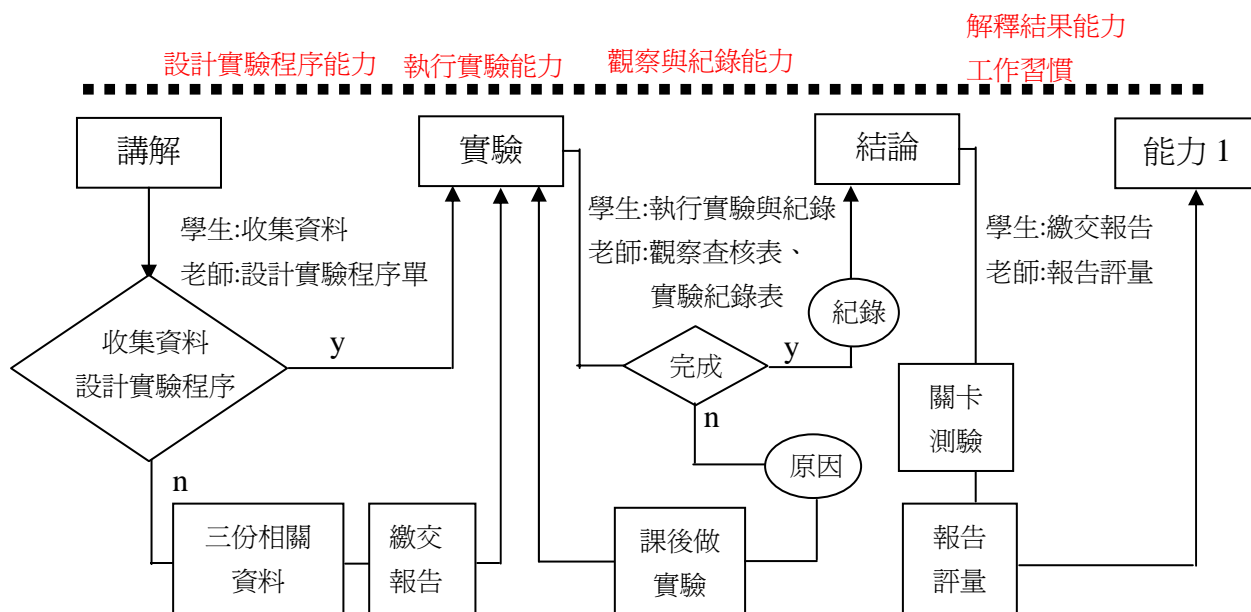 設計實驗程序能力
執行實驗能力
觀察與紀錄能力
解釋結果能力
工作習慣
講解
實驗
結論
能力 1
學生:收集資料
老師:設計實驗程序單
學生:執行實驗與紀錄
老師:觀察查核表、
實驗紀錄表
學生:繳交報告
老師:報告評量
收集資料
設計實驗程序
y
完成
y
紀錄
n
n
原因
關卡
測驗
三份相關
資料
繳交
報告
課後做
實驗
報告
評量